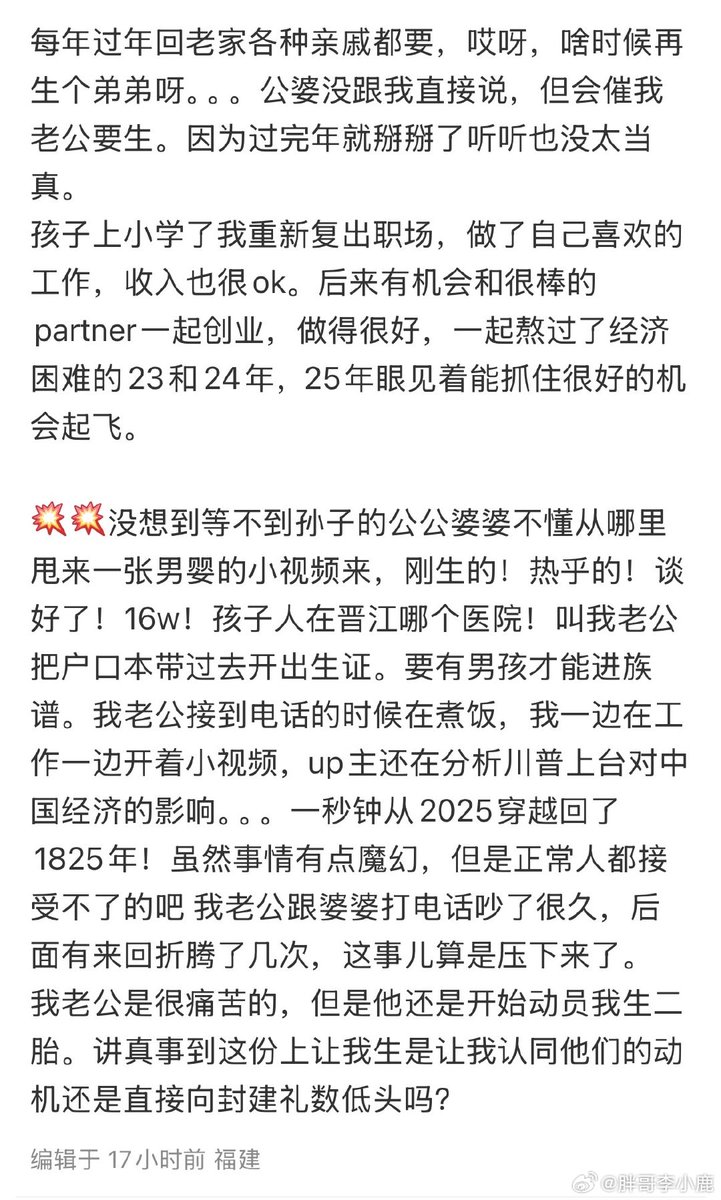 每年过年回老家各种亲戚都要，哎呀，啥时候再
生个弟弟呀。。。公婆没跟我直接说，但会催我
老公要生。因为过完年就掰掰了听听也没太当
真。
孩子上小学了我重新复出职场，做了自己喜欢的
工作，收入也很ok。后来有机会和很棒的
partner一起创业，做得很好，一起熬过了经济
困难的23和24年，25年眼见着能抓住很好的机
会起飞。
💥💥没想到等不到孙子的公公婆婆不懂从哪里
甩来一张男婴的小视频来，刚生的！热乎的！谈
好了！16w！孩子人在晋江哪个医院！叫我老公
把户口本带过去开出生证。要有男孩才能进族
谱。我老公接到电话的时候在煮饭，我一边在工
作一边开着小视频，up主还在分析川普上台对中
国经济的影响。。。一秒钟从2025穿越回了
1825年！虽然事情有点魔幻，但是正常人都接
受不了的吧 我老公跟婆婆打电话吵了很久，后
面有来回折腾了几次，这事儿算是压下来了。
我老公是很痛苦的，但是他还是开始动员我生二
胎。讲真事到这份上让我生是让我认同他们的动
机还是直接向封建礼数低头吗？
编辑于 17小时前 福建
@胖哥李小鹿